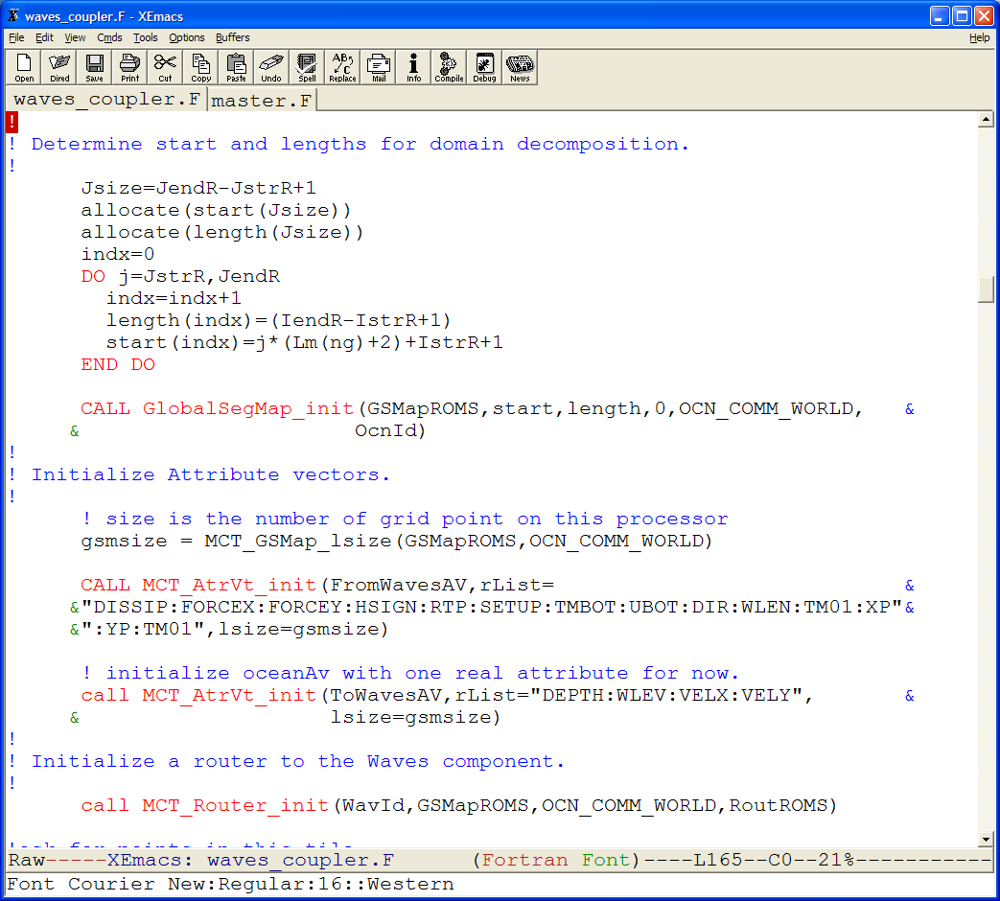 waves_coupler.F - XEmacs
File Edit View Cmds Tools Options Buffers Help
Open Dired Save Print Cut Copy Paste Undo Spell Replace Mail Info Compile Debug News
waves_coupler.F master.F
!
! Determine start and lengths for domain decomposition.
!
Jsize=JendR-JstrR+1
allocate(start(Jsize))
allocate(length(Jsize))
indx=0
DO j=JstrR,JendR
indx=indx+1
length(indx)=(IendR-IstrR+1)
start(indx)=j*(Lm(ng)+2)+IstrR+1
END DO
CALL GlobalSegMap_init(GSMapROMS,start,length,0,OCN_COMM_WORLD, &
& OcnId)
!
! Initialize Attribute vectors.
!
! size is the number of grid point on this processor
gsmsize = MCT_GSMap_lsize(GSMapROMS,OCN_COMM_WORLD)
CALL MCT_AtrVt_init(FromWavesAV,rList= &
&"DISSIP:FORCEX:FORCEY:HSIGN:RTP:SETUP:TMBOT:UBOT:DIR:WLEN:TM01:XP"&
&":YP:TM01",lsize=gsmsize)
! initialize oceanAv with one real attribute for now.
call MCT_AtrVt_init(ToWavesAV,rList="DEPTH:WLEV:VELX:VELY", &
& lsize=gsmsize)
!
! Initialize a router to the Waves component.
!
call MCT_Router_init(WavId,GSMapROMS,OCN_COMM_WORLD,RoutROMS)
Raw-----XEmacs: waves_coupler.F (Fortran Font)----L165--C0--21%-----------
Font Courier New:Regular:16::Western